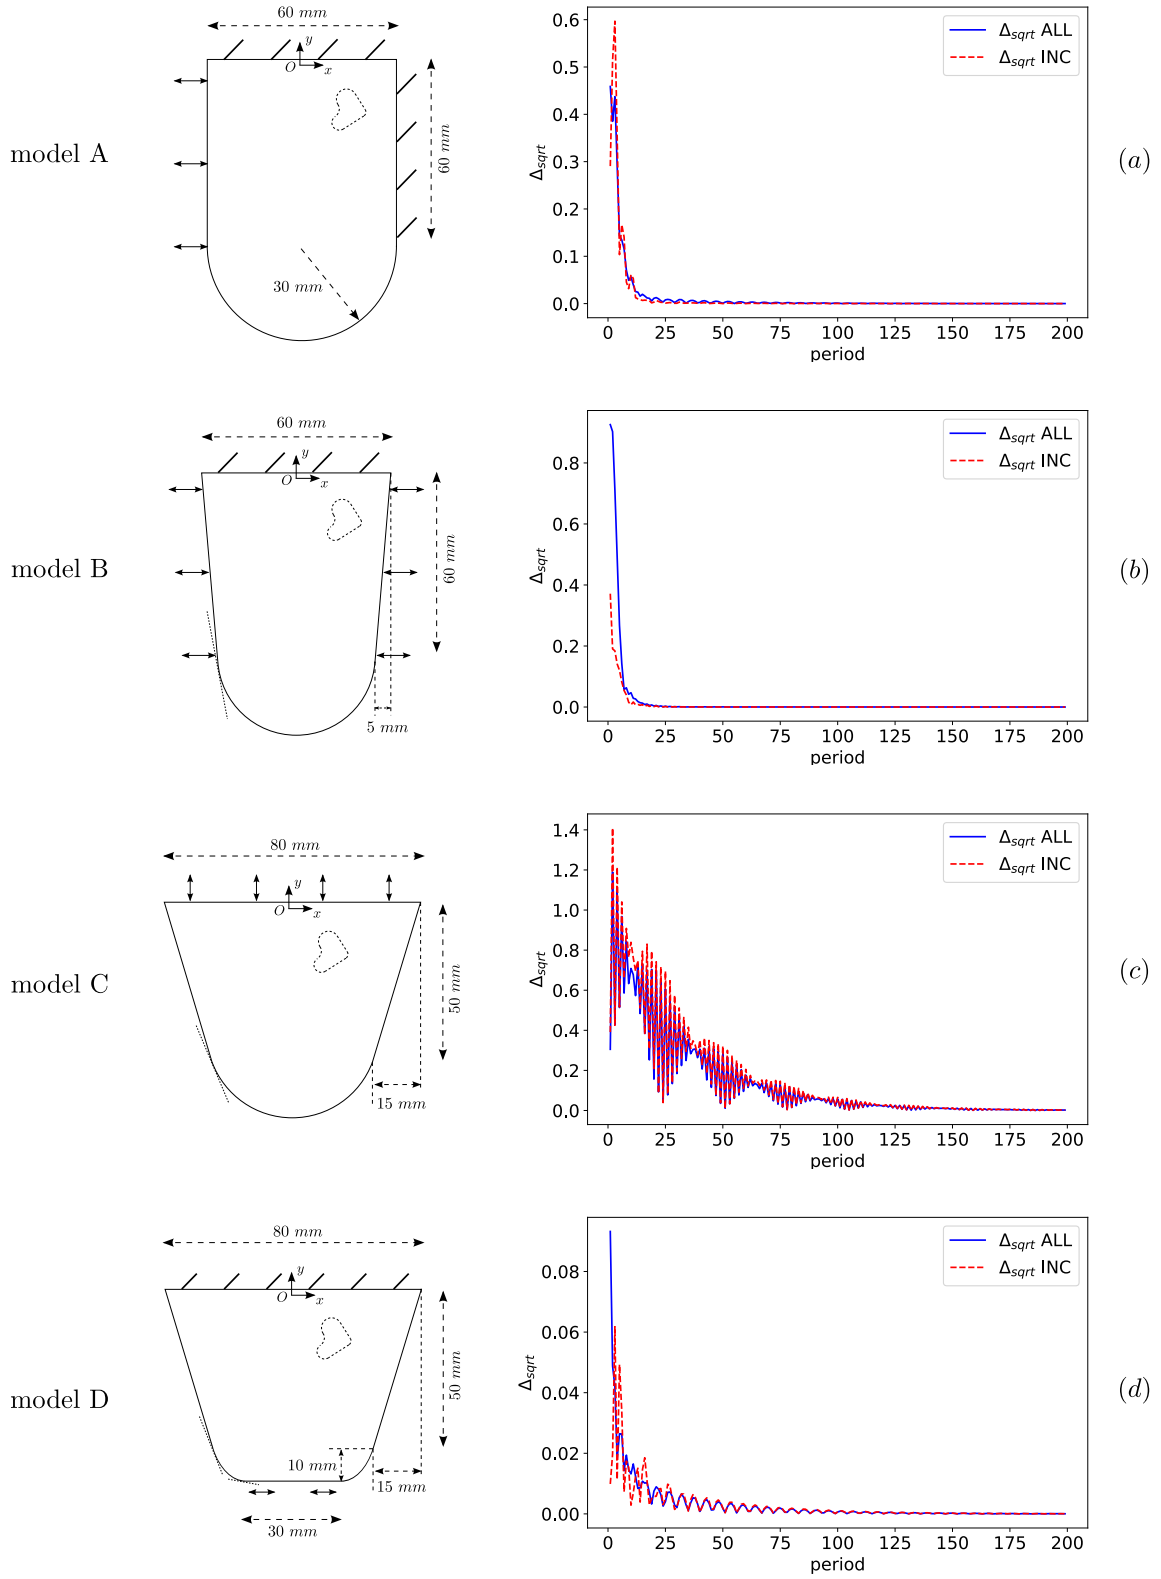 model A
60 mm
y
O
x
60 mm
30 mm
Δsqrt
0.6
0.5
0.4
0.3
0.2
0.1
0.0
0 25 50 75 100 125 150 175 200
period
Δsqrt ALL
Δsqrt INC
(a)
model B
60 mm
y
O
x
60 mm
5 mm
Δsqrt
0.8
0.6
0.4
0.2
0.0
0 25 50 75 100 125 150 175 200
period
Δsqrt ALL
Δsqrt INC
(b)
model C
80 mm
y
O
x
50 mm
15 mm
Δsqrt
1.4
1.2
1.0
0.8
0.6
0.4
0.2
0.0
0 25 50 75 100 125 150 175 200
period
Δsqrt ALL
Δsqrt INC
(c)
model D
80 mm
y
O
x
50 mm
10 mm
15 mm
30 mm
Δsqrt
0.08
0.06
0.04
0.02
0.00
0 25 50 75 100 125 150 175 200
period
Δsqrt ALL
Δsqrt INC
(d)